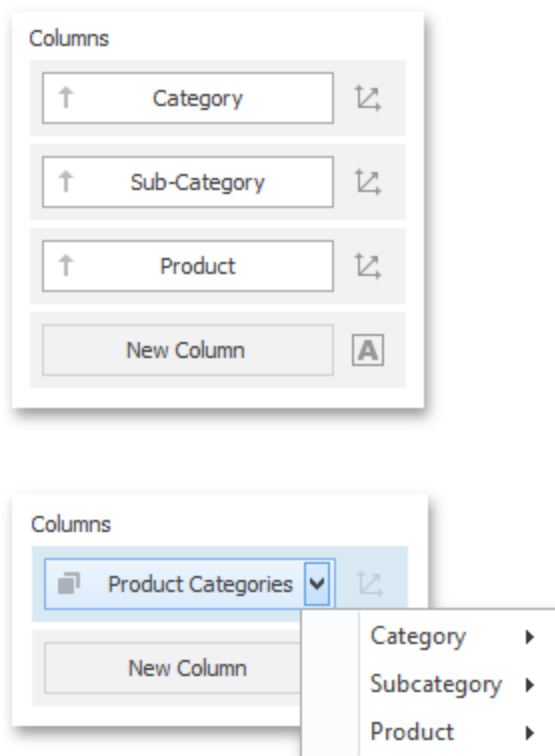 Columns
Category
Sub-Category
Product
New Column
A
Columns
Product Categories
New Column
Category
Subcategory
Product